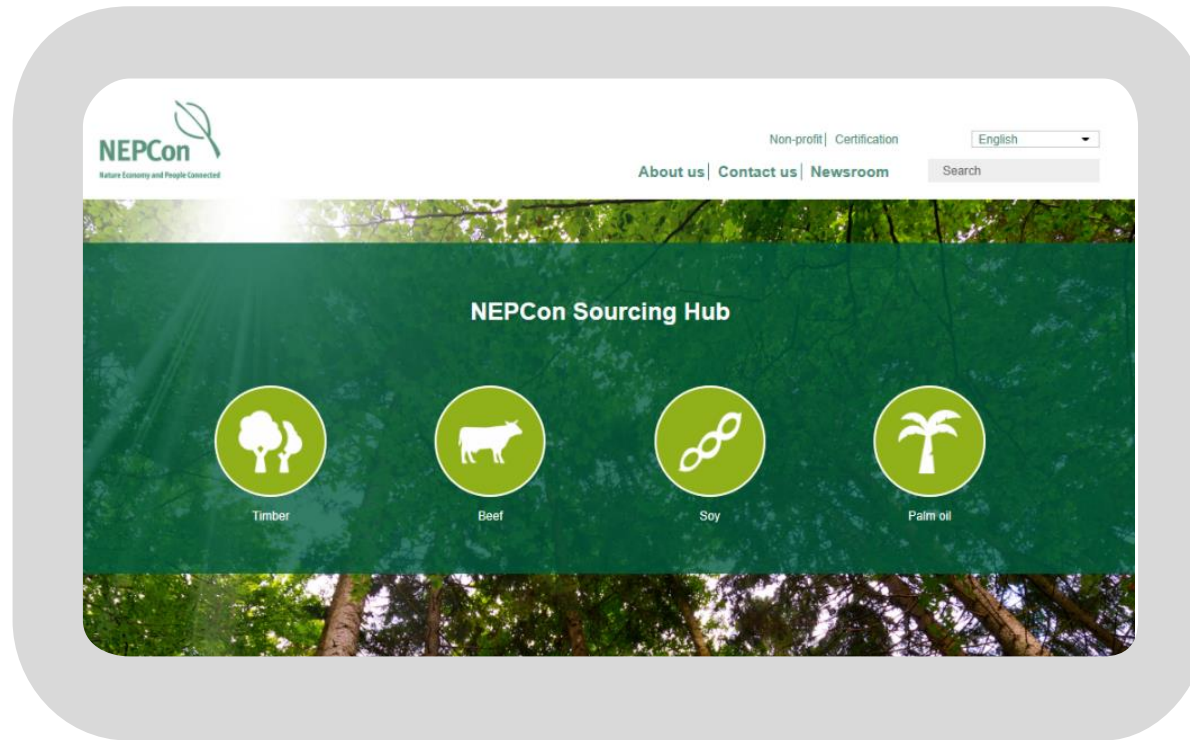 NEPCon
Nature Economy and People Connected
Non-profit| Certification
English
About us| Contact us| Newsroom
Search
NEPCon Sourcing Hub
Timber
Beef
Soy
Palm oil